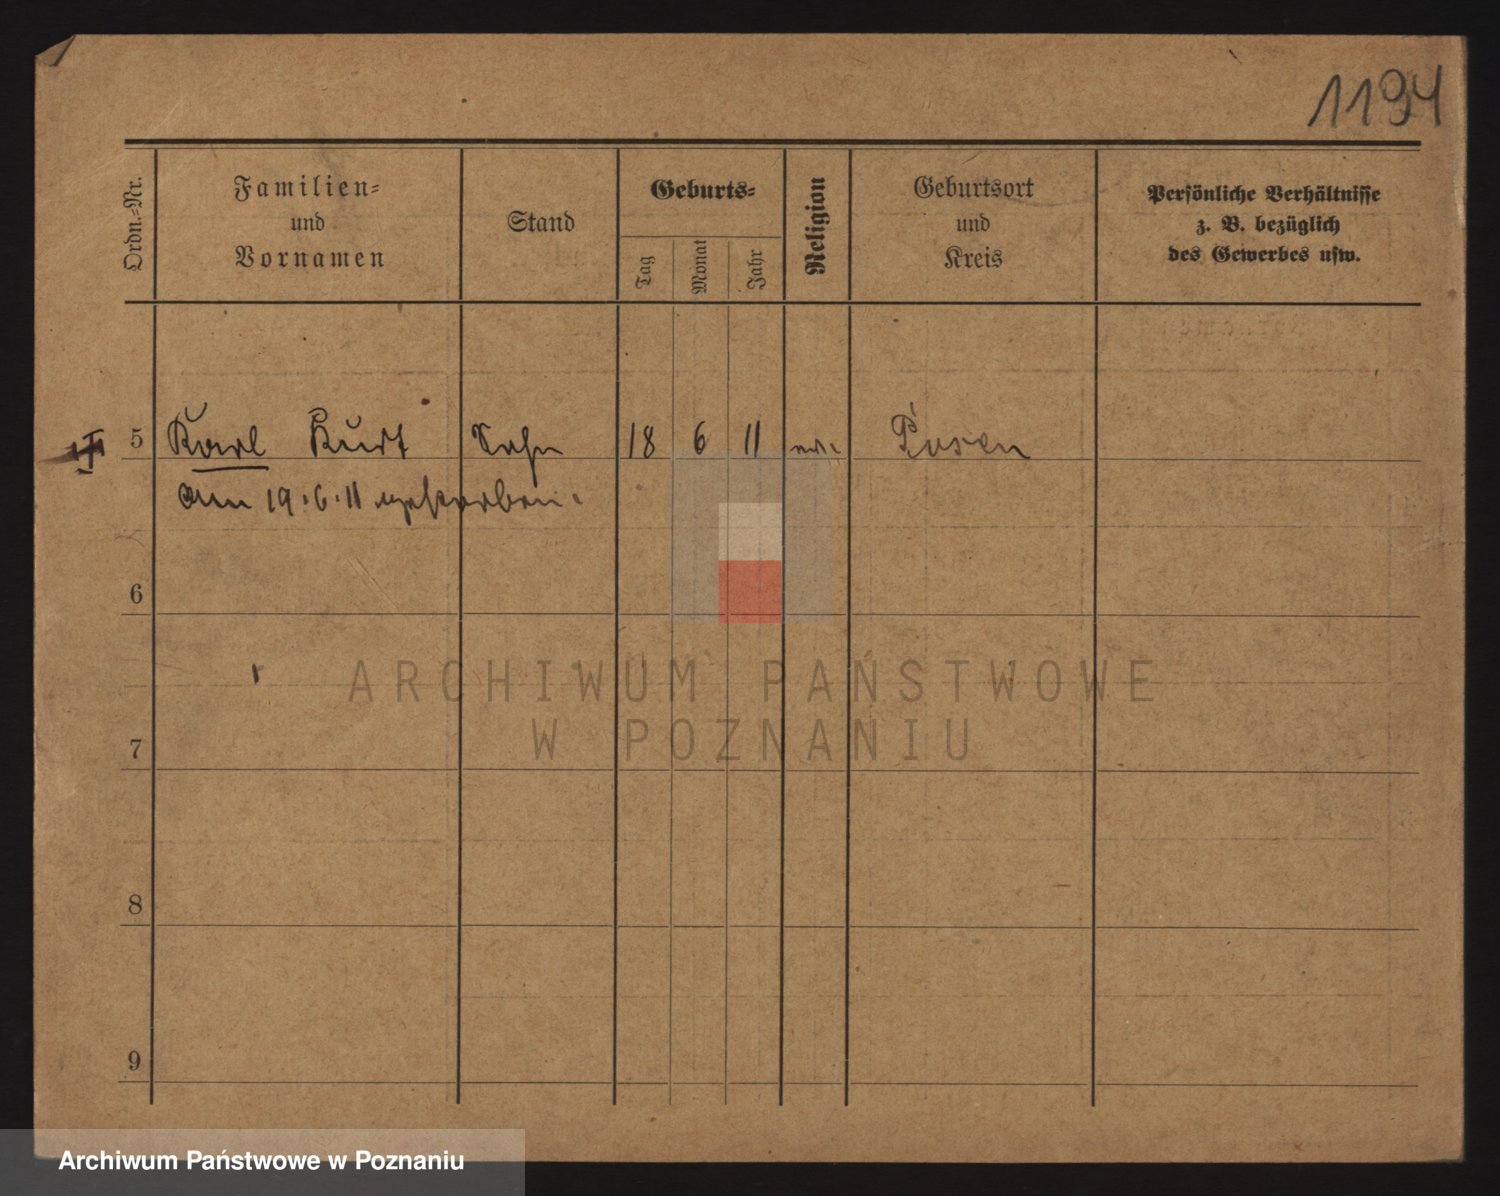 1194
Ordn.-Nr.
Familien-
und
Vornamen
Stand
Geburts-
Tag
Monat
Jahr
Religion
Geburtsort
und
Kreis
Persönliche Verhältnisse
z. B. bezüglich
des Gewerbes usw.
5 Karl Kurt Sohn 18 6 11 ev. Posen
am 19.6.11 gestorben.
6
7
8
9
ARCHIWUM PAŃSTWOWE
W POZNANIU
Archiwum Państwowe w Poznaniu